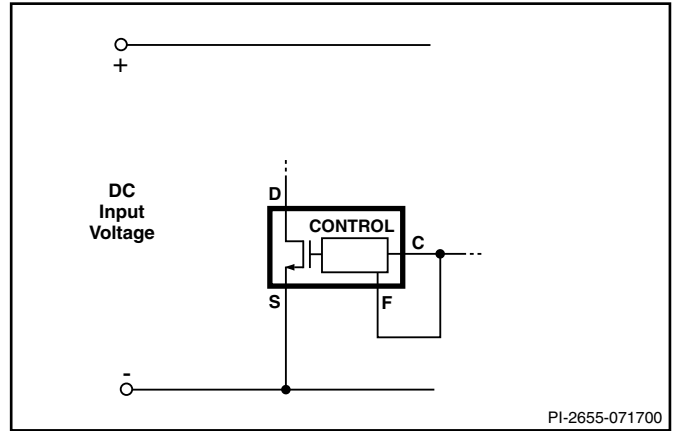 +
DC
Input
Voltage
D
CONTROL
C
S
F
-
PI-2655-071700